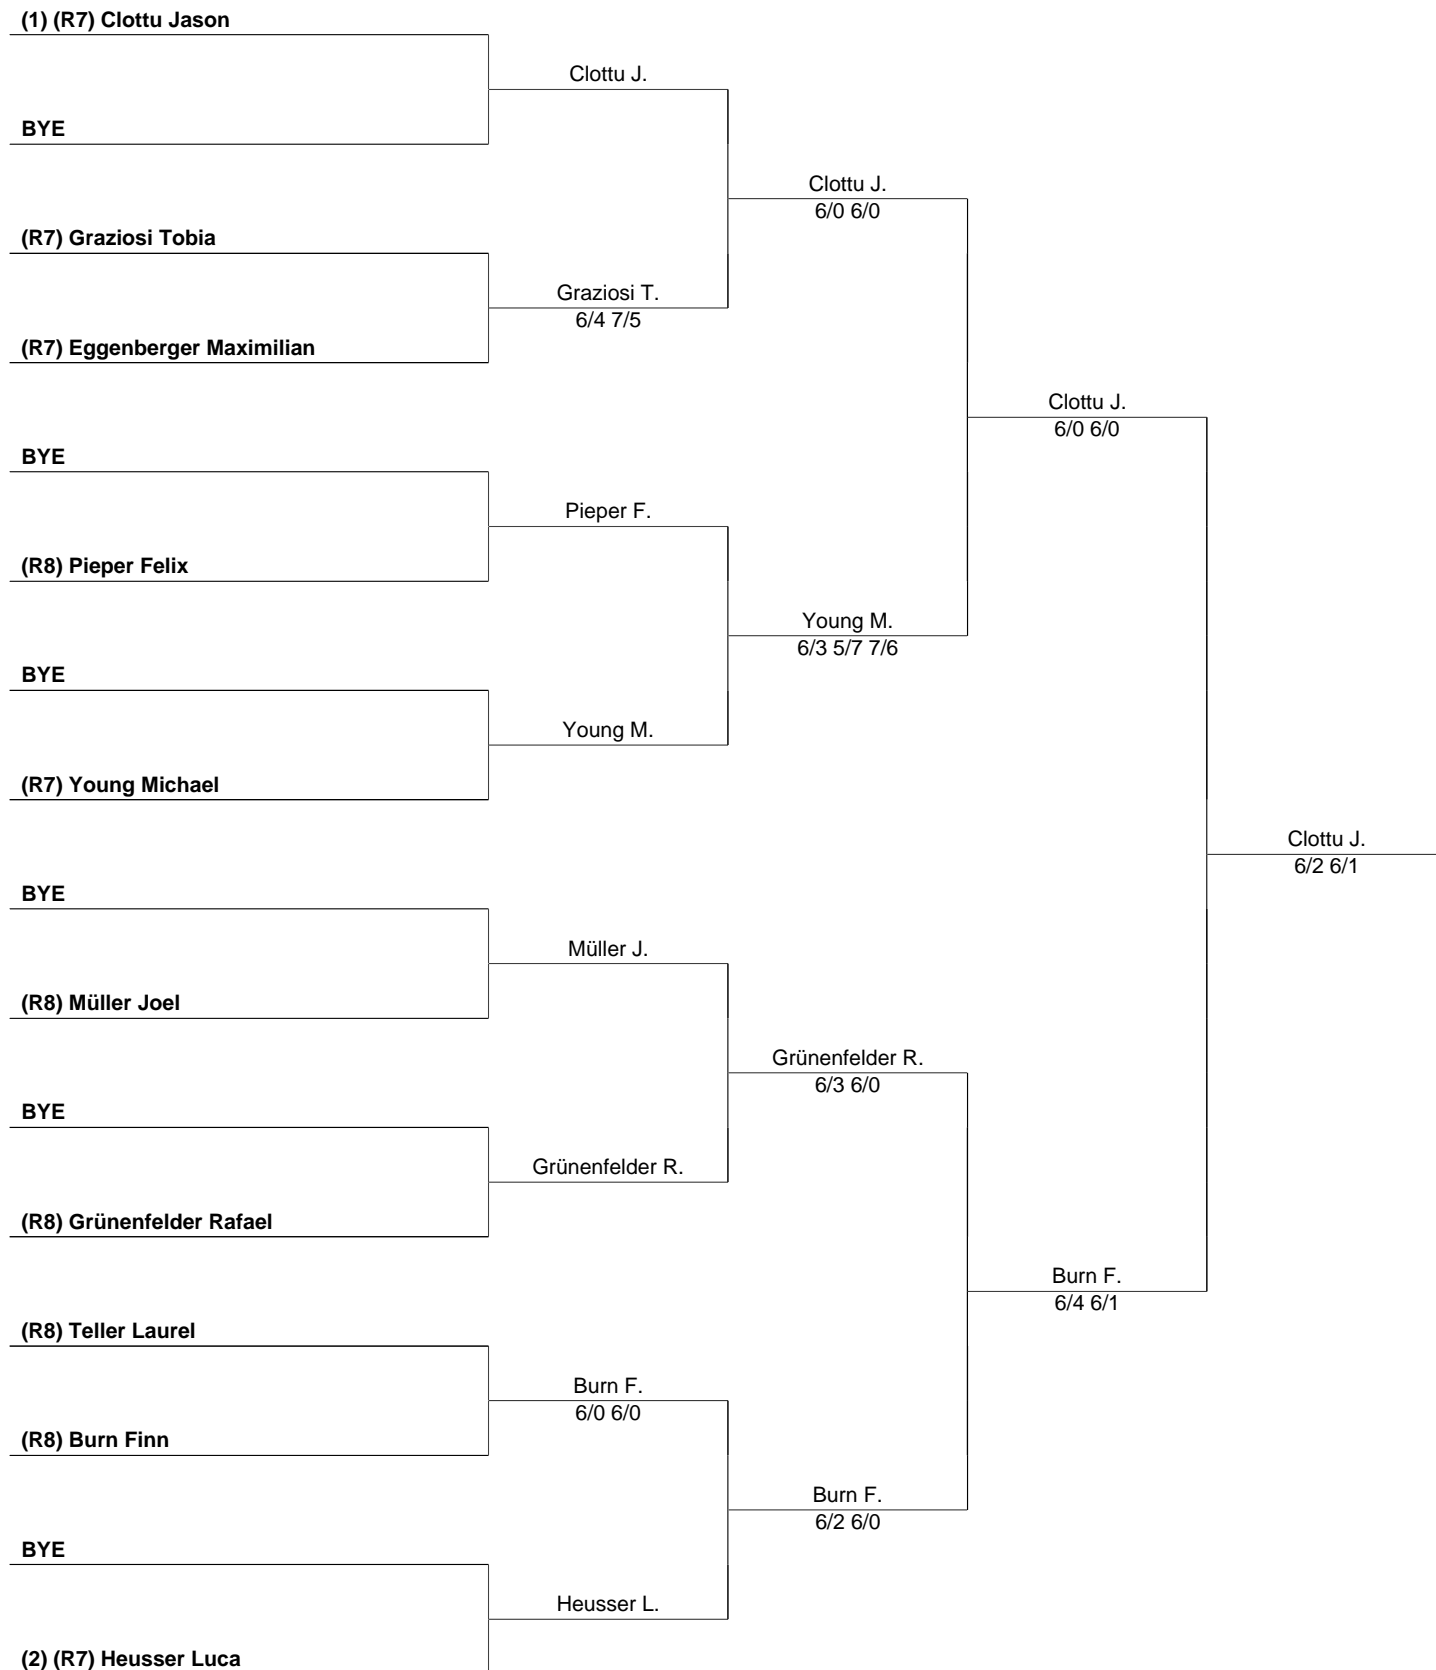 (1) (R7) Clottu Jason
Clottu J.
BYE
Clottu J.
6/0 6/0
(R7) Graziosi Tobia
Graziosi T.
6/4 7/5
(R7) Eggenberger Maximilian
Clottu J.
6/0 6/0
BYE
Pieper F.
(R8) Pieper Felix
Young M.
6/3 5/7 7/6
BYE
Young M.
(R7) Young Michael
Clottu J.
6/2 6/1
BYE
Müller J.
(R8) Müller Joel
Grünenfelder R.
6/3 6/0
BYE
Grünenfelder R.
(R8) Grünenfelder Rafael
Burn F.
6/4 6/1
(R8) Teller Laurel
Burn F.
6/0 6/0
(R8) Burn Finn
Burn F.
6/2 6/0
BYE
Heusser L.
(2) (R7) Heusser Luca